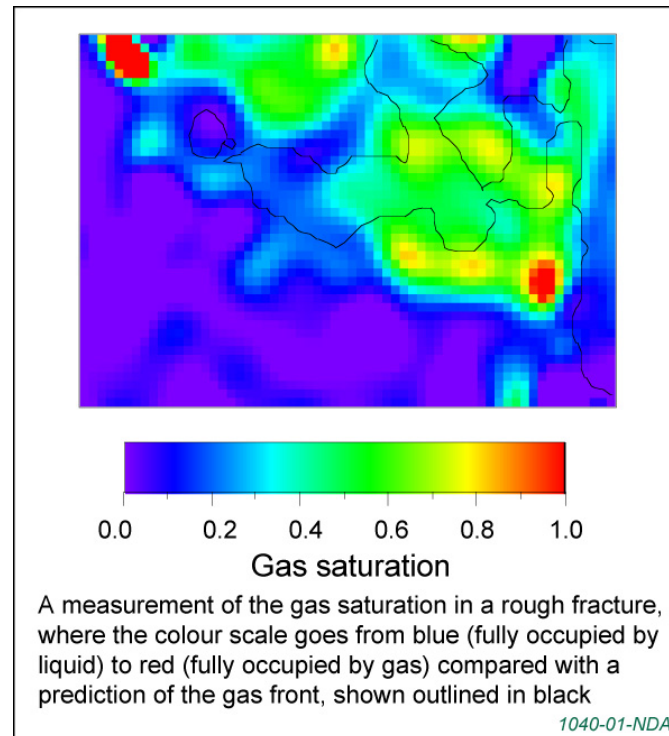 0.0 0.2 0.4 0.6 0.8 1.0
Gas saturation
A measurement of the gas saturation in a rough fracture,
where the colour scale goes from blue (fully occupied by
liquid) to red (fully occupied by gas) compared with a
prediction of the gas front, shown outlined in black
1040-01-NDA